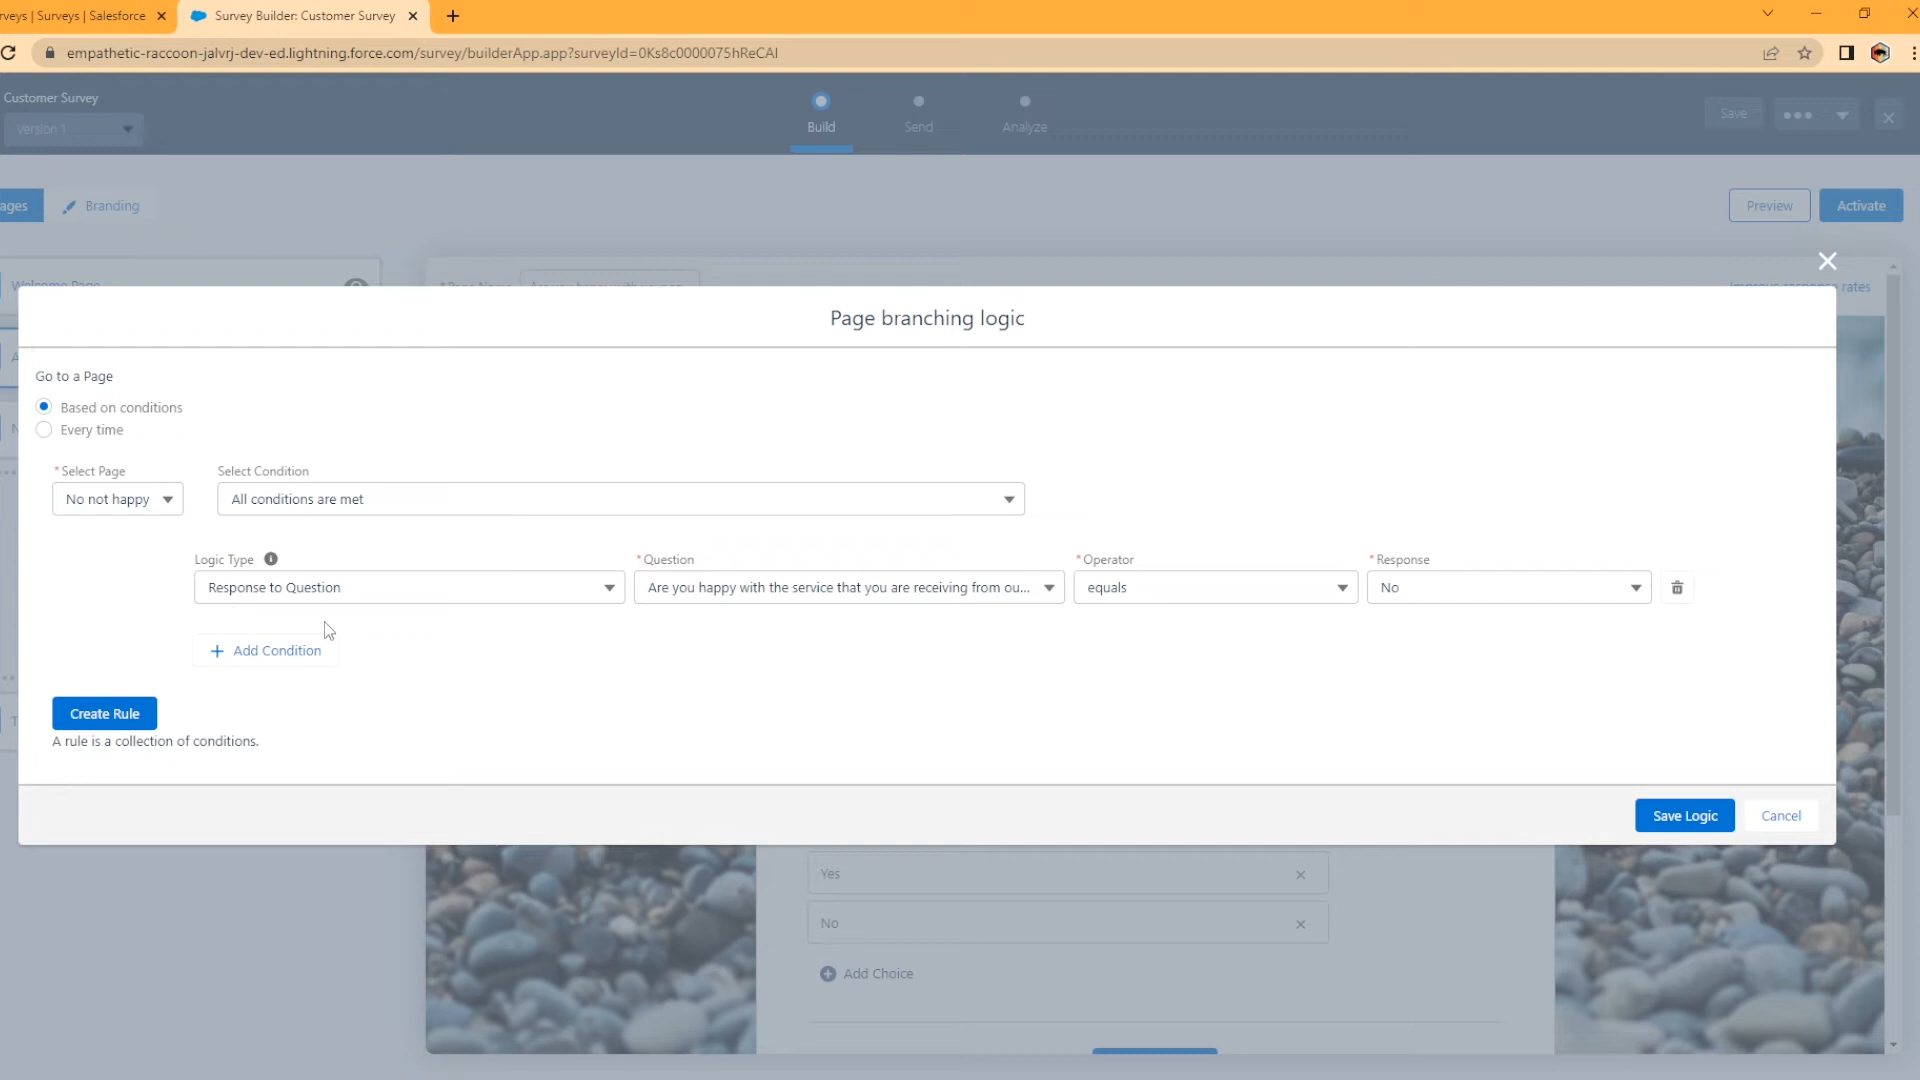 rveys | Surveys | Salesforce
Survey Builder: Customer Survey
empathetic-raccoon-jalvrj-dev-ed.lightning.force.com/survey/builderApp.app?surveyId=0Ks8c0000075hReCAI
Customer Survey
Version 1
Build
Send
Analyze
Save
ages
Branding
Preview
Activate
Welcome Page
* Page Name
Improve response rates
Page branching logic
Go to a Page
Based on conditions
Every time
* Select Page
Select Condition
No not happy
All conditions are met
Logic Type
* Question
* Operator
* Response
Response to Question
Are you happy with the service that you are receiving from ou...
equals
No
Add Condition
Create Rule
A rule is a collection of conditions.
Save Logic
Cancel
Yes
No
Add Choice